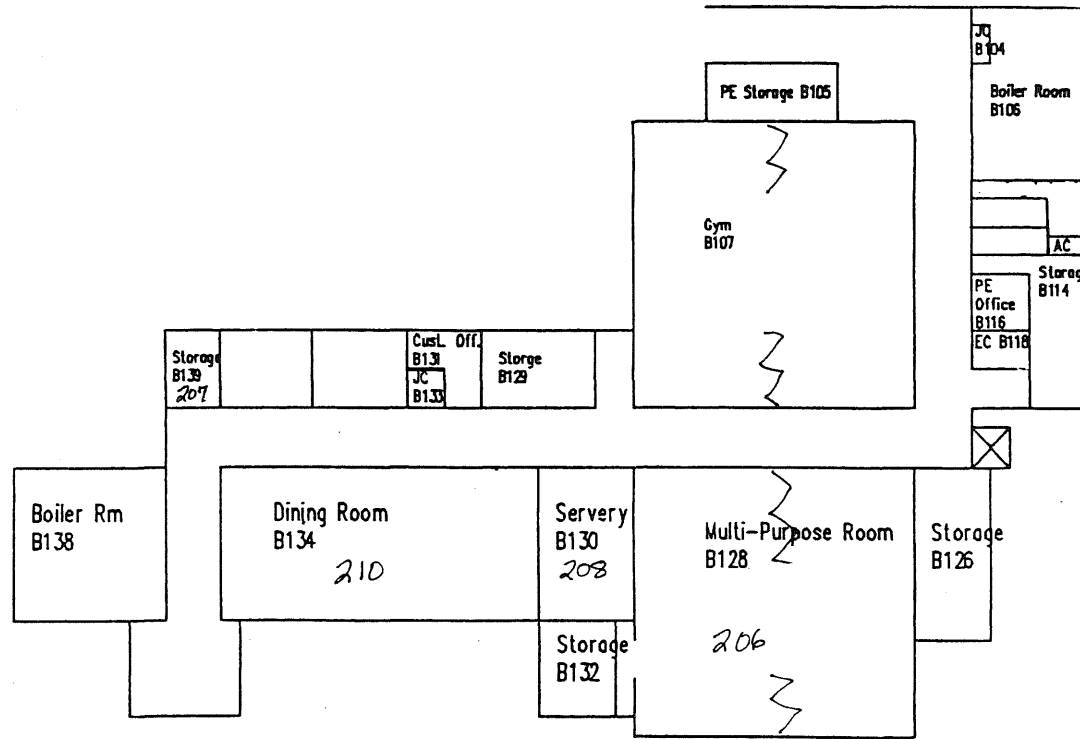 JC
B104
PE Storage B105
Boiler Room
B106
Gym
B107
AC
Storag
B114
PE
Office
B116
EC B118
Storage
B139
207
Cust. Off.
B131
JC
B133
Storge
B129
Boiler Rm
B138
Dining Room
B134
210
Servery
B130
208
Multi-Purpose Room
B128
206
Storage
B126
Storage
B132